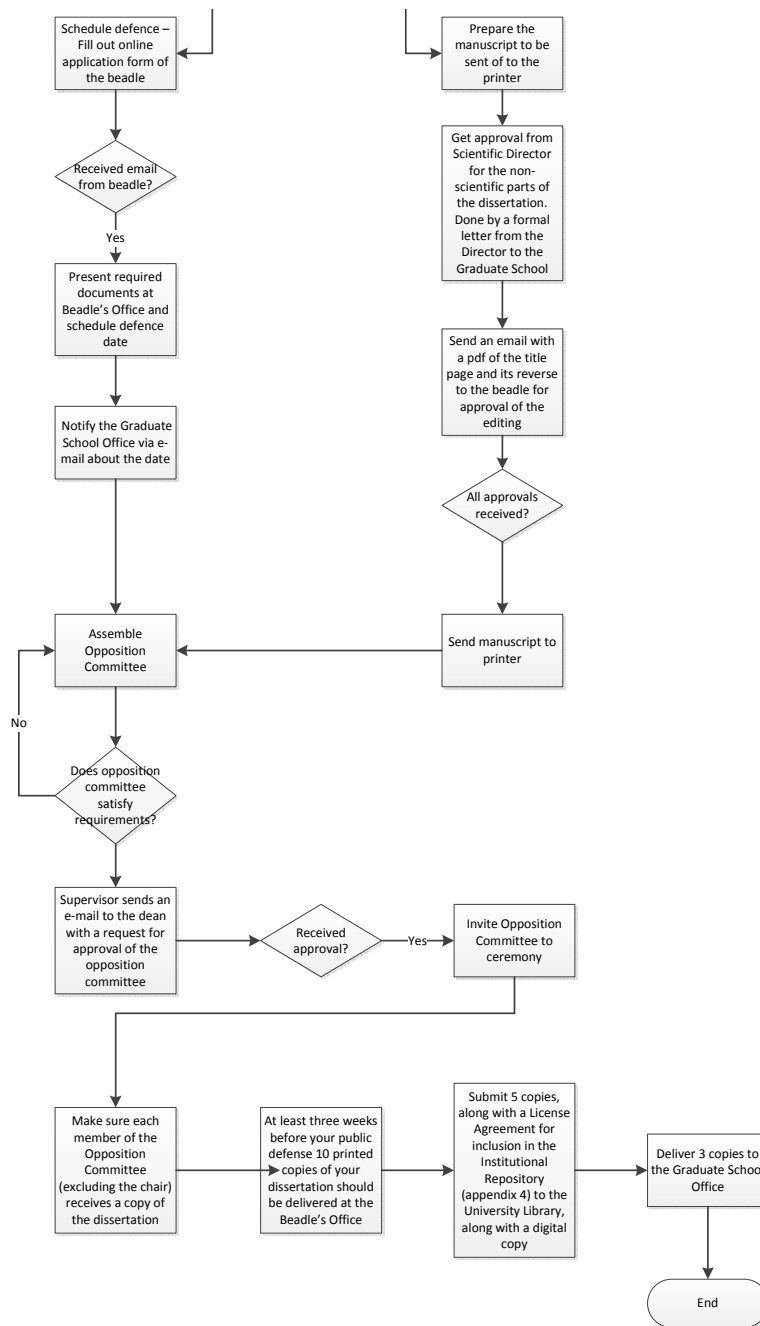 Schedule defence –
Fill out online
application form of
the beadle
Received email
from beadle?
Yes
Present required
documents at
Beadle's Office and
schedule defence
date
Notify the Graduate
School Office via e-
mail about the date
Prepare the
manuscript to be
sent of to the
printer
Get approval from
Scientific Director
for the non-
scientific parts of
the dissertation.
Done by a formal
letter from the
Director to the
Graduate School
Send an email with
a pdf of the title
page and its reverse
to the beadle for
approval of the
editing
All approvals
received?
Send manuscript to
printer
Assemble
Opposition
Committee
No
Does opposition
committee
satisfy
requirements?
Supervisor sends an
e-mail to the dean
with a request for
approval of the
opposition
committee
Received
approval?
Yes
Invite Opposition
Committee to
ceremony
Make sure each
member of the
Opposition
Committee
(excluding the chair)
receives a copy of
the dissertation
At least three weeks
before your public
defense 10 printed
copies of your
dissertation should
be delivered at the
Beadle's Office
Submit 5 copies,
along with a License
Agreement for
inclusion in the
Institutional
Repository
(appendix 4) to the
University Library,
along with a digital
copy
Deliver 3 copies to
the Graduate School
Office
End